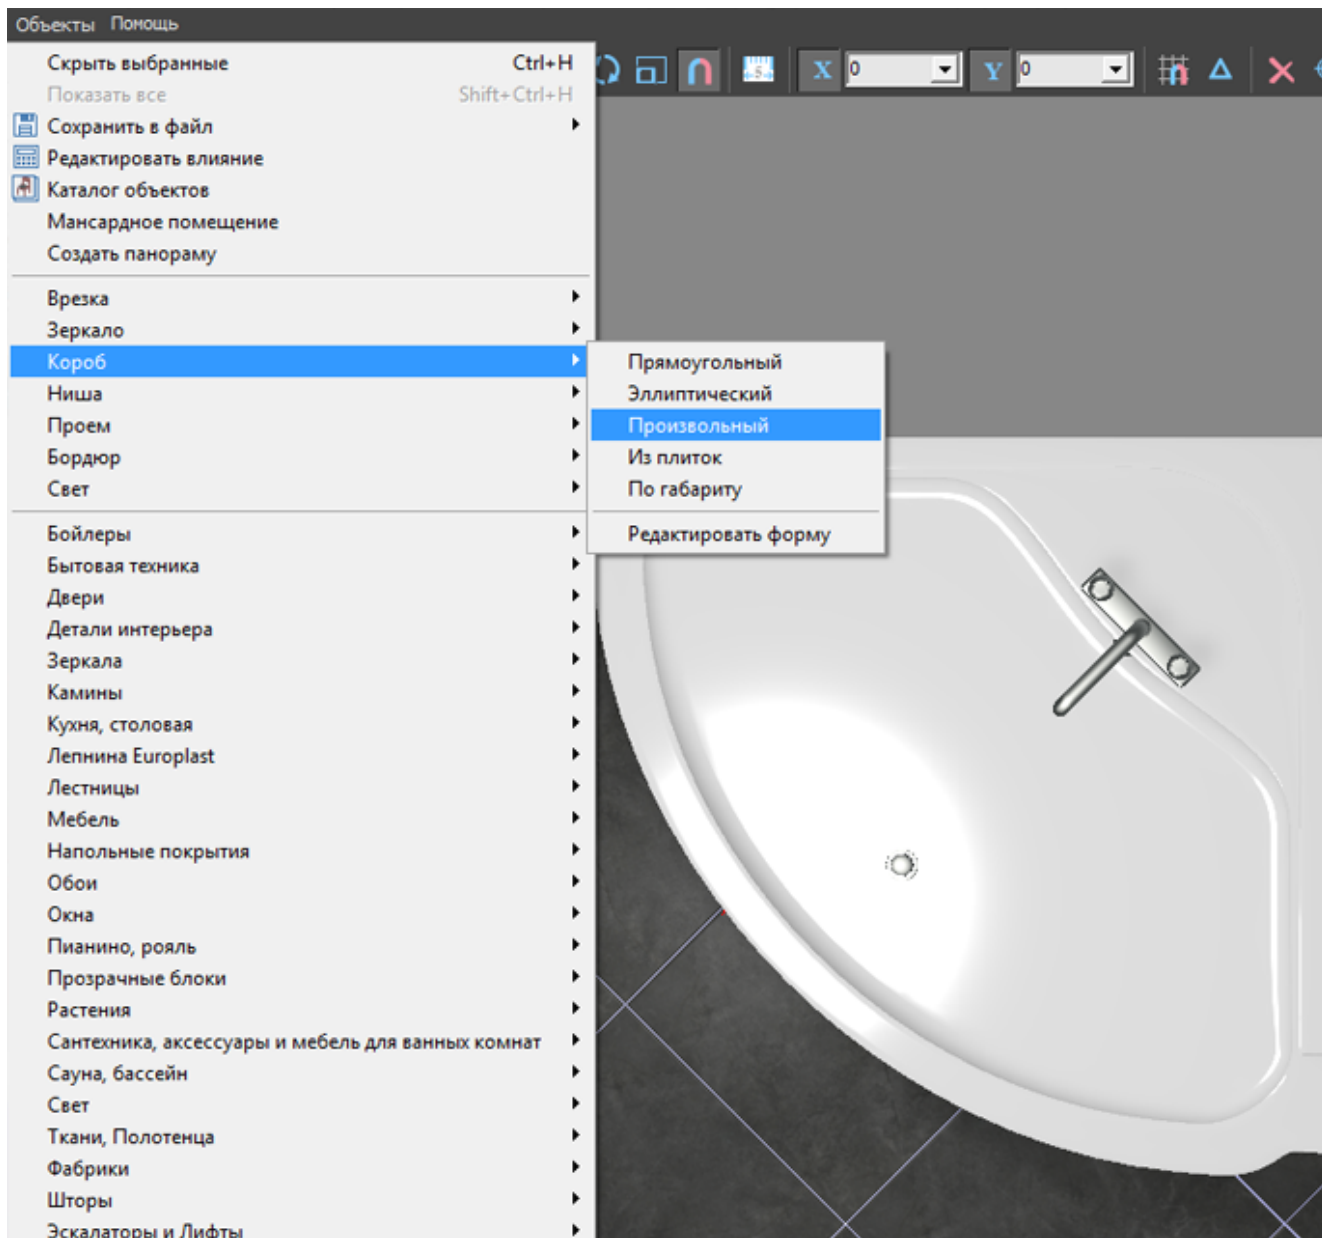 Объекты Помощь
Скрыть выбранные Ctrl+H
Показать все Shift+Ctrl+H
Сохранить в файл
Редактировать влияние
Каталог объектов
Мансардное помещение
Создать панораму
Врезка
Зеркало
Короб
Ниша
Проем
Бордюр
Свет
Бойлеры
Бытовая техника
Двери
Детали интерьера
Зеркала
Камины
Кухня, столовая
Лепнина Europlast
Лестницы
Мебель
Напольные покрытия
Обои
Окна
Пианино, рояль
Прозрачные блоки
Растения
Сантехника, аксессуары и мебель для ванных комнат
Сауна, бассейн
Свет
Ткани, Полотенца
Фабрики
Шторы
Эскалаторы и Лифты
5 X 0 Y 0
Прямоугольный
Эллиптический
Произвольный
Из плиток
По габариту
Редактировать форму